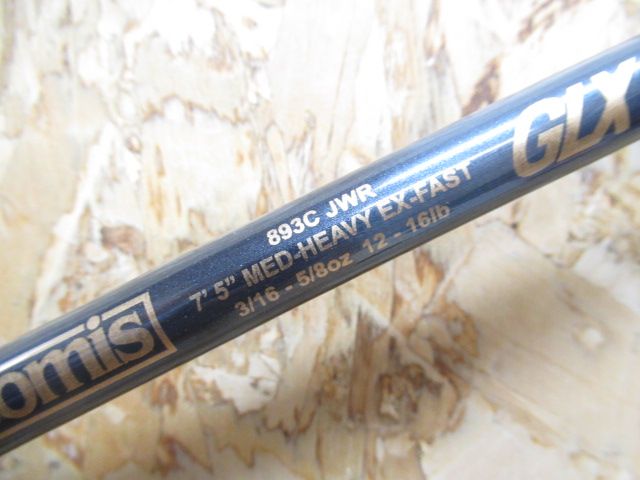 omis
893C JWR
7' 5" MED-HEAVY EX-FAST
3/16 - 5/8oz 12 - 16lb
GLX